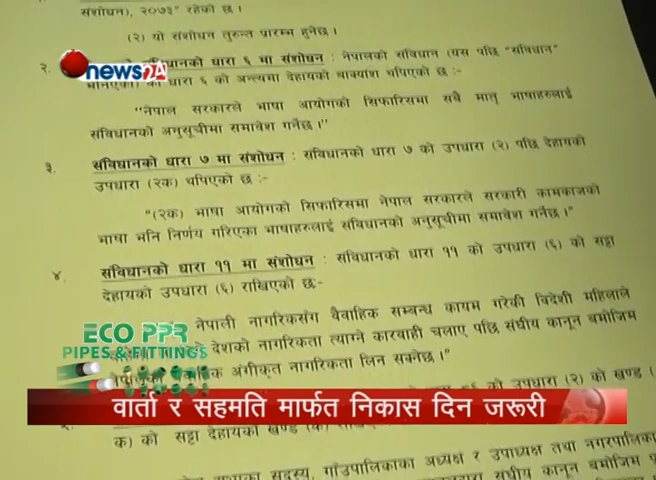 संशोधन), २०७३" रहेको छ ।
(२) यो संशोधन तुरुन्त प्रारम्भ हुनेछ ।
२. संविधानको धारा ६ मा संशोधन : नेपालको संविधान (यस पछि "संविधान"
भनिएको) को धारा ६ को अन्त्यमा देहायको वाक्यांश थपिएको छ :-
"नेपाल सरकारले भाषा आयोगको सिफारिसमा सबै मातृ भाषाहरुलाई
संविधानको अनुसूचीमा समावेश गर्नेछ ।"
३. संविधानको धारा ७ मा संशोधन : संविधानको धारा ७ को उपधारा (२) पछि देहायको
उपधारा (२क) थपिएको छ :-
"(२क) भाषा आयोगको सिफारिसमा नेपाल सरकारले सरकारी कामकाजको
भाषा भनि निर्णय गरिएका भाषाहरुलाई संविधानको अनुसूचीमा समावेश गर्नेछ ।"
४. संविधानको धारा ११ मा संशोधन : संविधानको धारा ११ को उपधारा (६) को सट्टा
देहायको उपधारा (६) राखिएको छ:-
नेपाली नागरिकसंग वैवाहिक सम्बन्ध कायम गरेकी विदेशी महिलाले
देशको नागरिकता त्याग्ने कारवाही चलाए पछि संघीय कानून बमोजिम
अंगीकृत नागरिकता लिन सक्नेछ ।"
को उपधारा (२) को खण्ड (
क) को सट्टा देहायको खण्ड (क)
सदस्य, गाउँपालिकाका अध्यक्ष र उपाध्यक्ष तथा नगरपालिका
संघीय कानून बमोजिम
news24
ECO PPR
PIPES & FITTINGS
वार्ता र सहमति मार्फत निकास दिन जरूरी